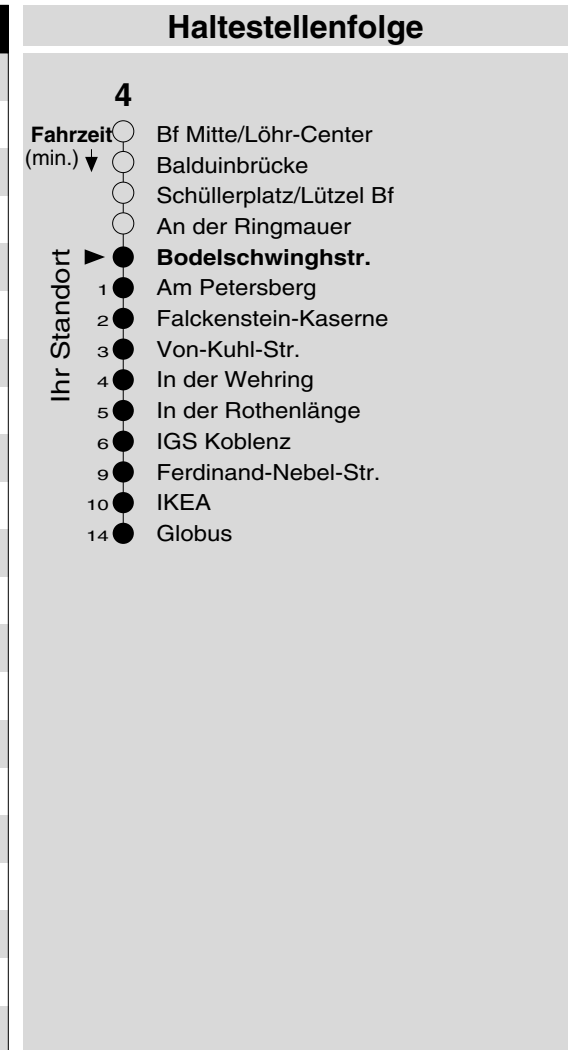 Haltestellenfolge
4
Fahrzeit
(min.)
Bf Mitte/Löhr-Center
Balduinbrücke
Schüllerplatz/Lützel Bf
An der Ringmauer
Ihr Standort
Bodelschwinghstr.
1 Am Petersberg
2 Falckenstein-Kaserne
3 Von-Kuhl-Str.
4 In der Wehring
5 In der Rothenlänge
6 IGS Koblenz
9 Ferdinand-Nebel-Str.
10 IKEA
14 Globus